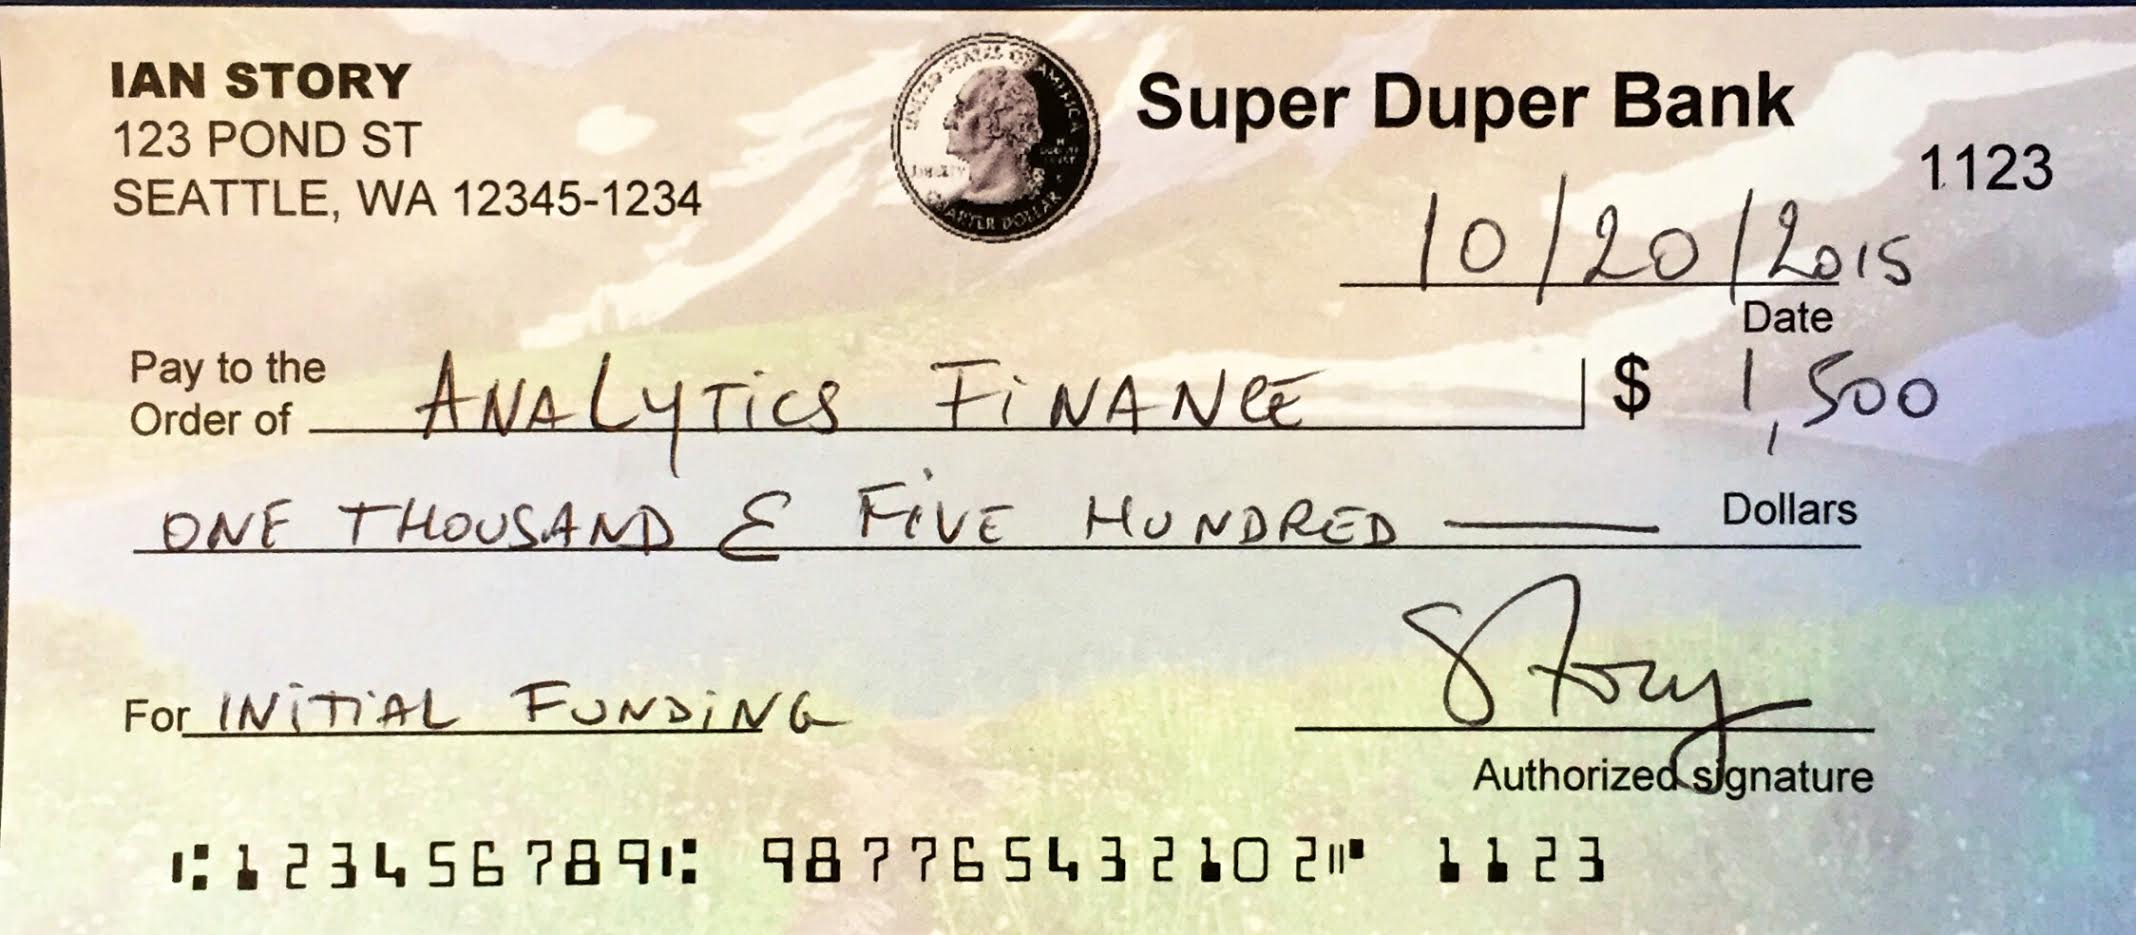 IAN STORY
123 POND ST
SEATTLE, WA 12345-1234
UNITED STATES OF AMERICA
LIBERTY
QUARTER DOLLAR
Super Duper Bank
1123
10/20/2015
Date
Pay to the
Order of ANALYTICS FINANCE $ 1,500
ONE THOUSAND & FIVE HUNDRED Dollars
For INITIAL FUNDING
Story
Authorized signature
⑆123456789⑆ 98776543210 2⑈ 1123